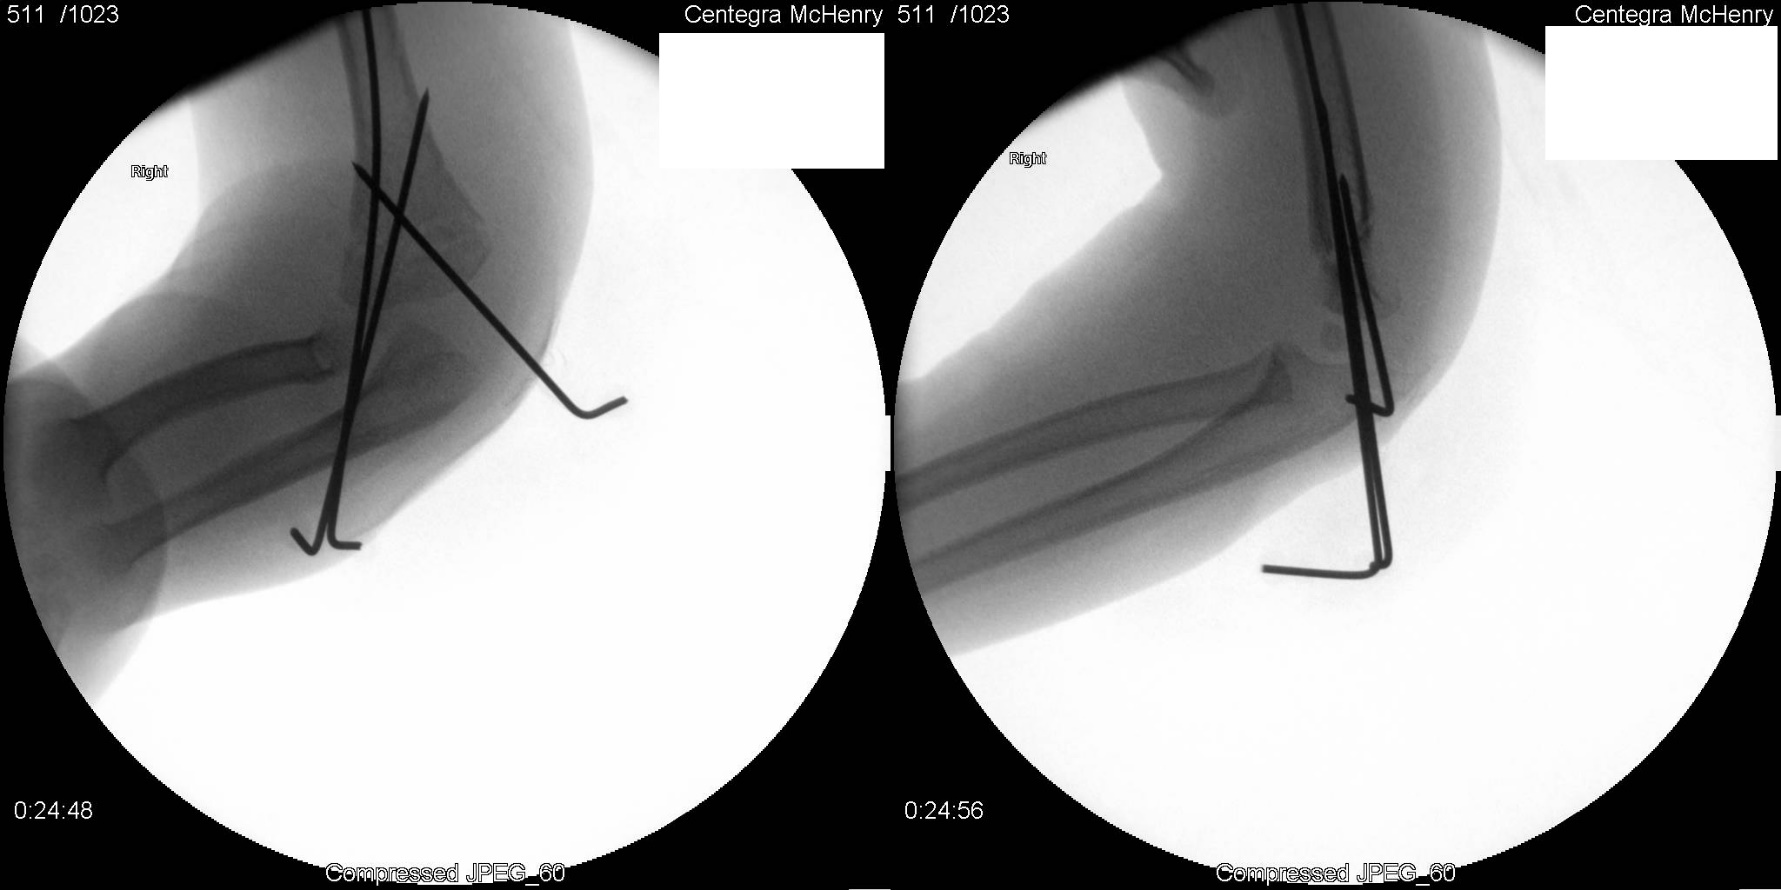 511 /1023
Centegra McHenry
Right
0:24:48
Compressed JPEG_60
511 /1023
Centegra McHenry
Right
0:24:56
Compressed JPEG_60